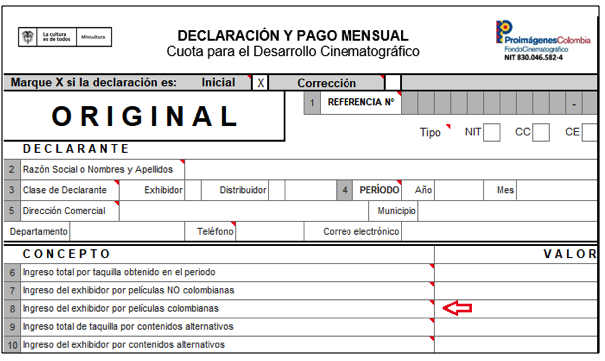 La cultura
es de todos
Mincultura
DECLARACIÓN Y PAGO MENSUAL
Cuota para el Desarrollo Cinematográfico
ProimágenesColombia
FondoCinematográfico
NIT 830.046.582-4
Marque X si la declaración es: Inicial X Corrección
ORIGINAL
1 REFERENCIA Nº -
Tipo NIT CC CE
DECLARANTE
2 Razón Social o Nombres y Apellidos
3 Clase de Declarante Exhibidor Distribuidor 4 PERÍODO Año Mes
5 Dirección Comercial Municipio
Departamento Teléfono Correo electrónico
CONCEPTO VALOR
6 Ingreso total por taquilla obtenido en el periodo
7 Ingreso del exhibidor por películas NO colombianas
8 Ingreso del exhibidor por películas colombianas
9 Ingreso total de taquilla por contenidos alternativos
10 Ingreso del exhibidor por contenidos alternativos